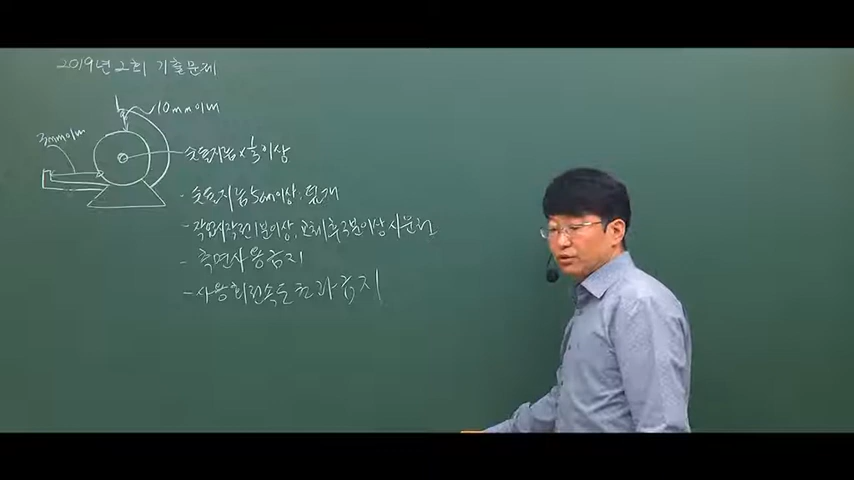 2019년 2회 기출문제
10mm이내
3mm이내
숫돌지름 × 1/3 이상
- 숫돌지름 5cm이상 : 덮개
- 작업시작전 1분이상, 교체후 3분이상 시운전
- 측면사용금지
- 사용회전속도 초과금지